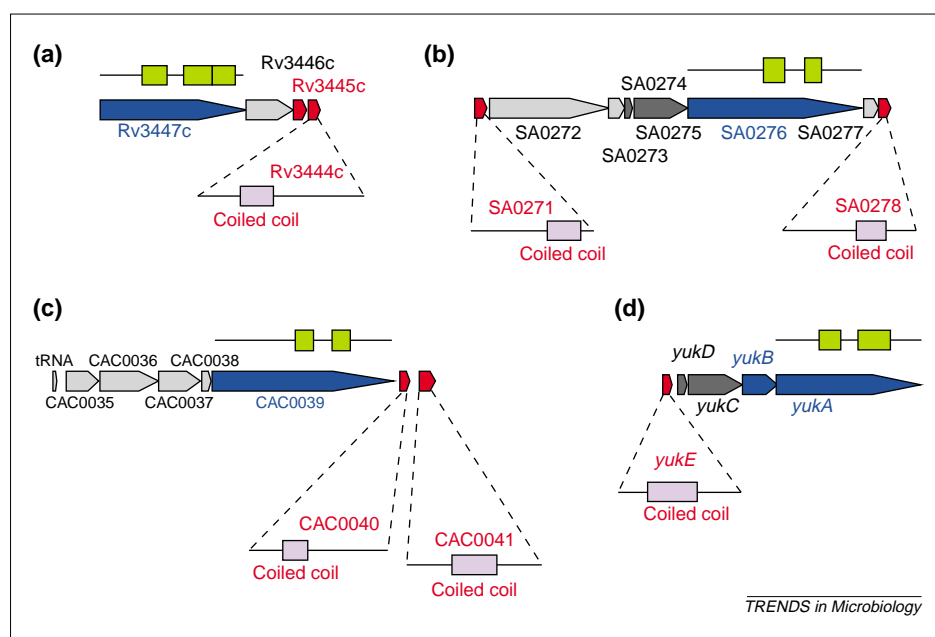 (a)
Rv3446c
Rv3445c
Rv3447c
Rv3444c
Coiled coil
(b)
SA0274
SA0272
SA0275
SA0276
SA0277
SA0273
SA0271
SA0278
Coiled coil
Coiled coil
(c)
tRNA
CAC0036
CAC0038
CAC0035
CAC0037
CAC0039
CAC0040
CAC0041
Coiled coil
Coiled coil
(d)
yukD
yukB
yukC
yukA
yukE
Coiled coil
TRENDS in Microbiology